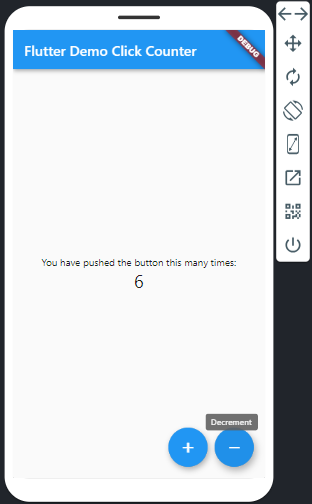 Flutter Demo Click Counter
DEBUG
You have pushed the button this many times:
6
Decrement